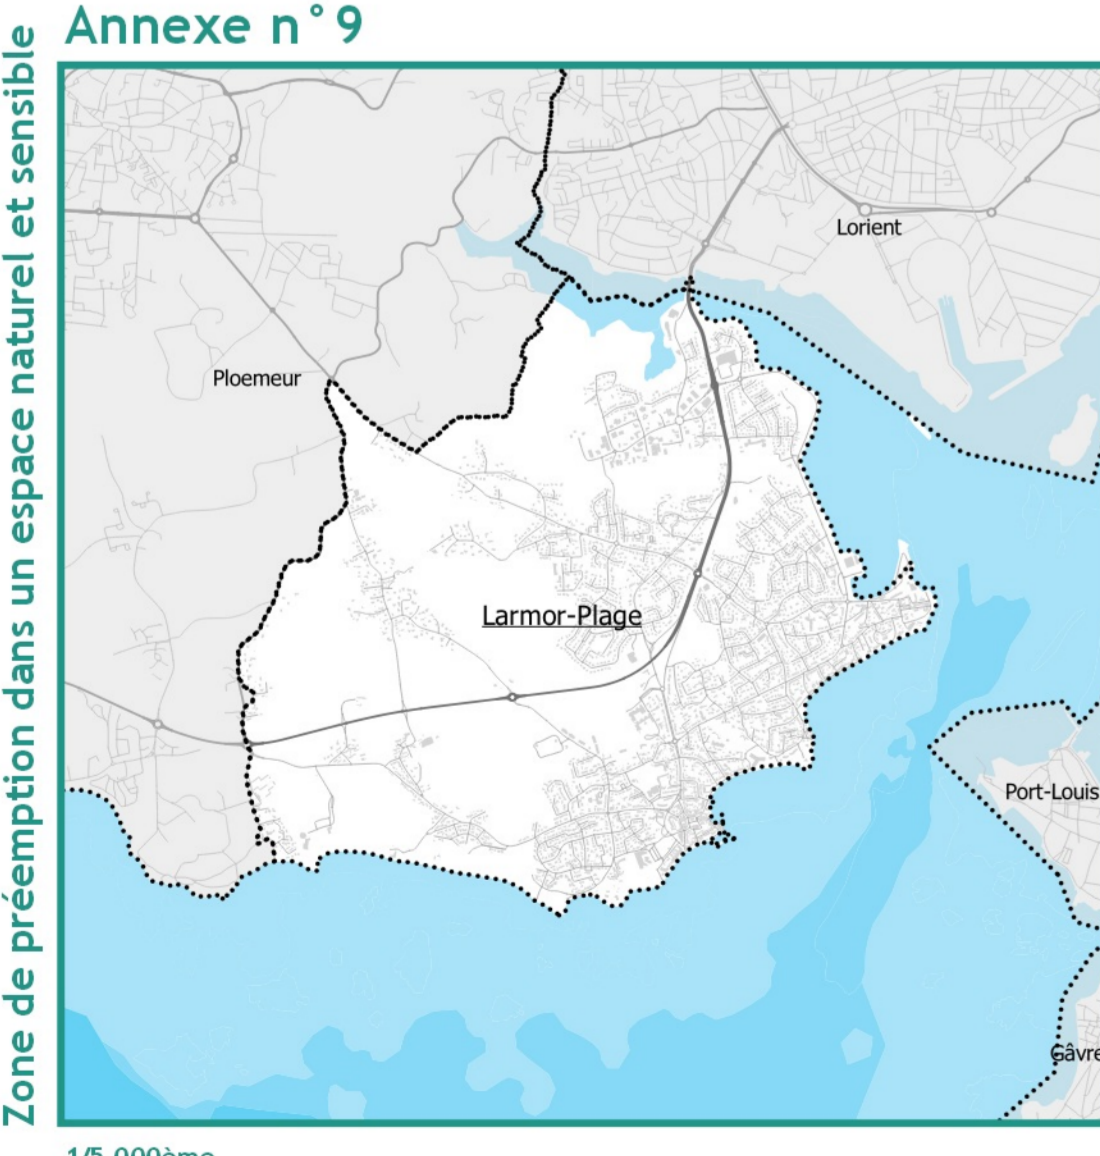 Annexe n°9
Zone de préemption dans un espace naturel et sensible
Lorient
Ploemeur
Larmor-Plage
Port-Louis
Gâvre
1/5 000ème